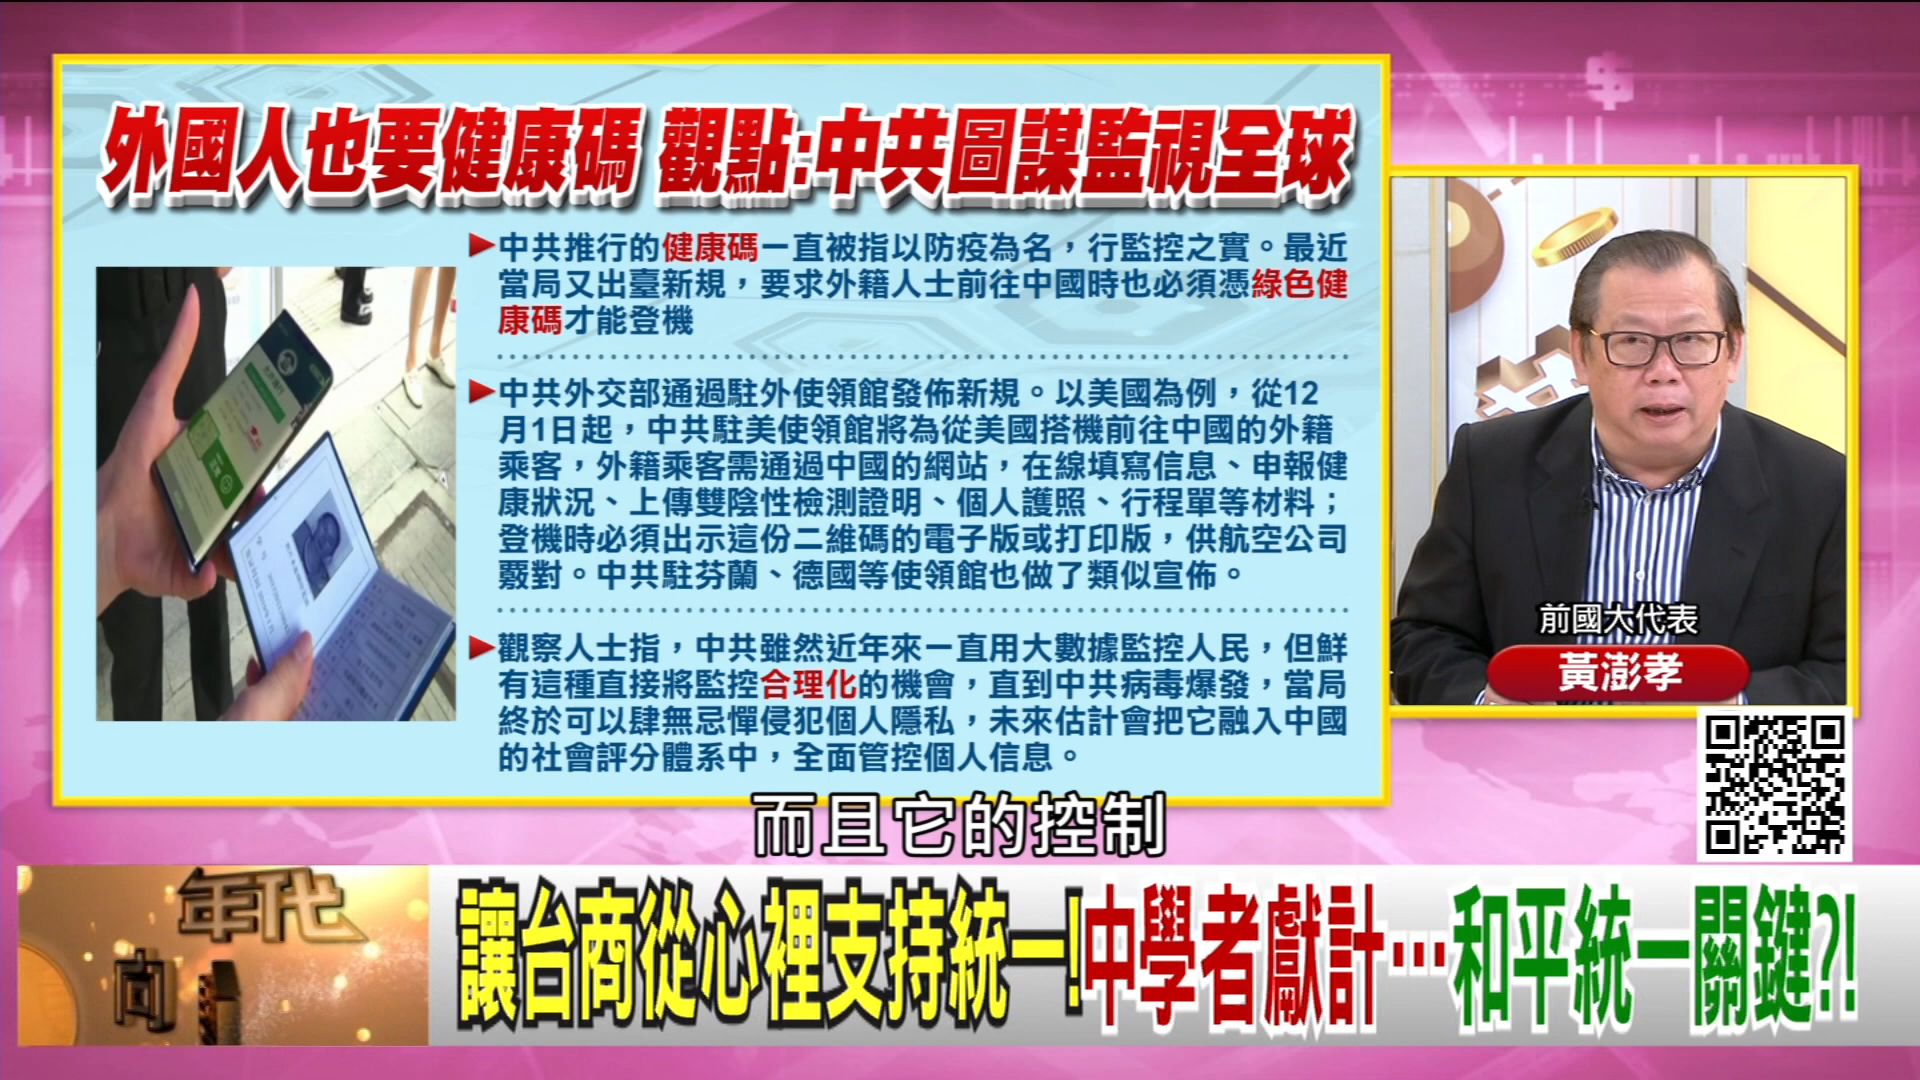 外國人也要健康碼 觀點:中共圖謀監視全球
中共推行的健康碼一直被指以防疫為名，行監控之實。最近
當局又出臺新規，要求外籍人士前往中國時也必須憑綠色健
康碼才能登機
中共外交部通過駐外使領館發佈新規。以美國為例，從12
月1日起，中共駐美使領館將為從美國搭機前往中國的外籍
乘客，外籍乘客需通過中國的網站，在線填寫信息、申報健
康狀況、上傳雙陰性檢測證明、個人護照、行程單等材料；
登機時必須出示這份二維碼的電子版或打印版，供航空公司
覈對。中共駐芬蘭、德國等使領館也做了類似宣佈。
觀察人士指，中共雖然近年來一直用大數據監控人民，但鮮
有這種直接將監控合理化的機會，直到中共病毒爆發，當局
終於可以肆無忌憚侵犯個人隱私，未來估計會把它融入中國
的社會評分體系中，全面管控個人信息。
前國大代表
黃澎孝
而且它的控制
年代
向
讓台商從心裡支持統一!中學者獻計…和平統一關鍵?!